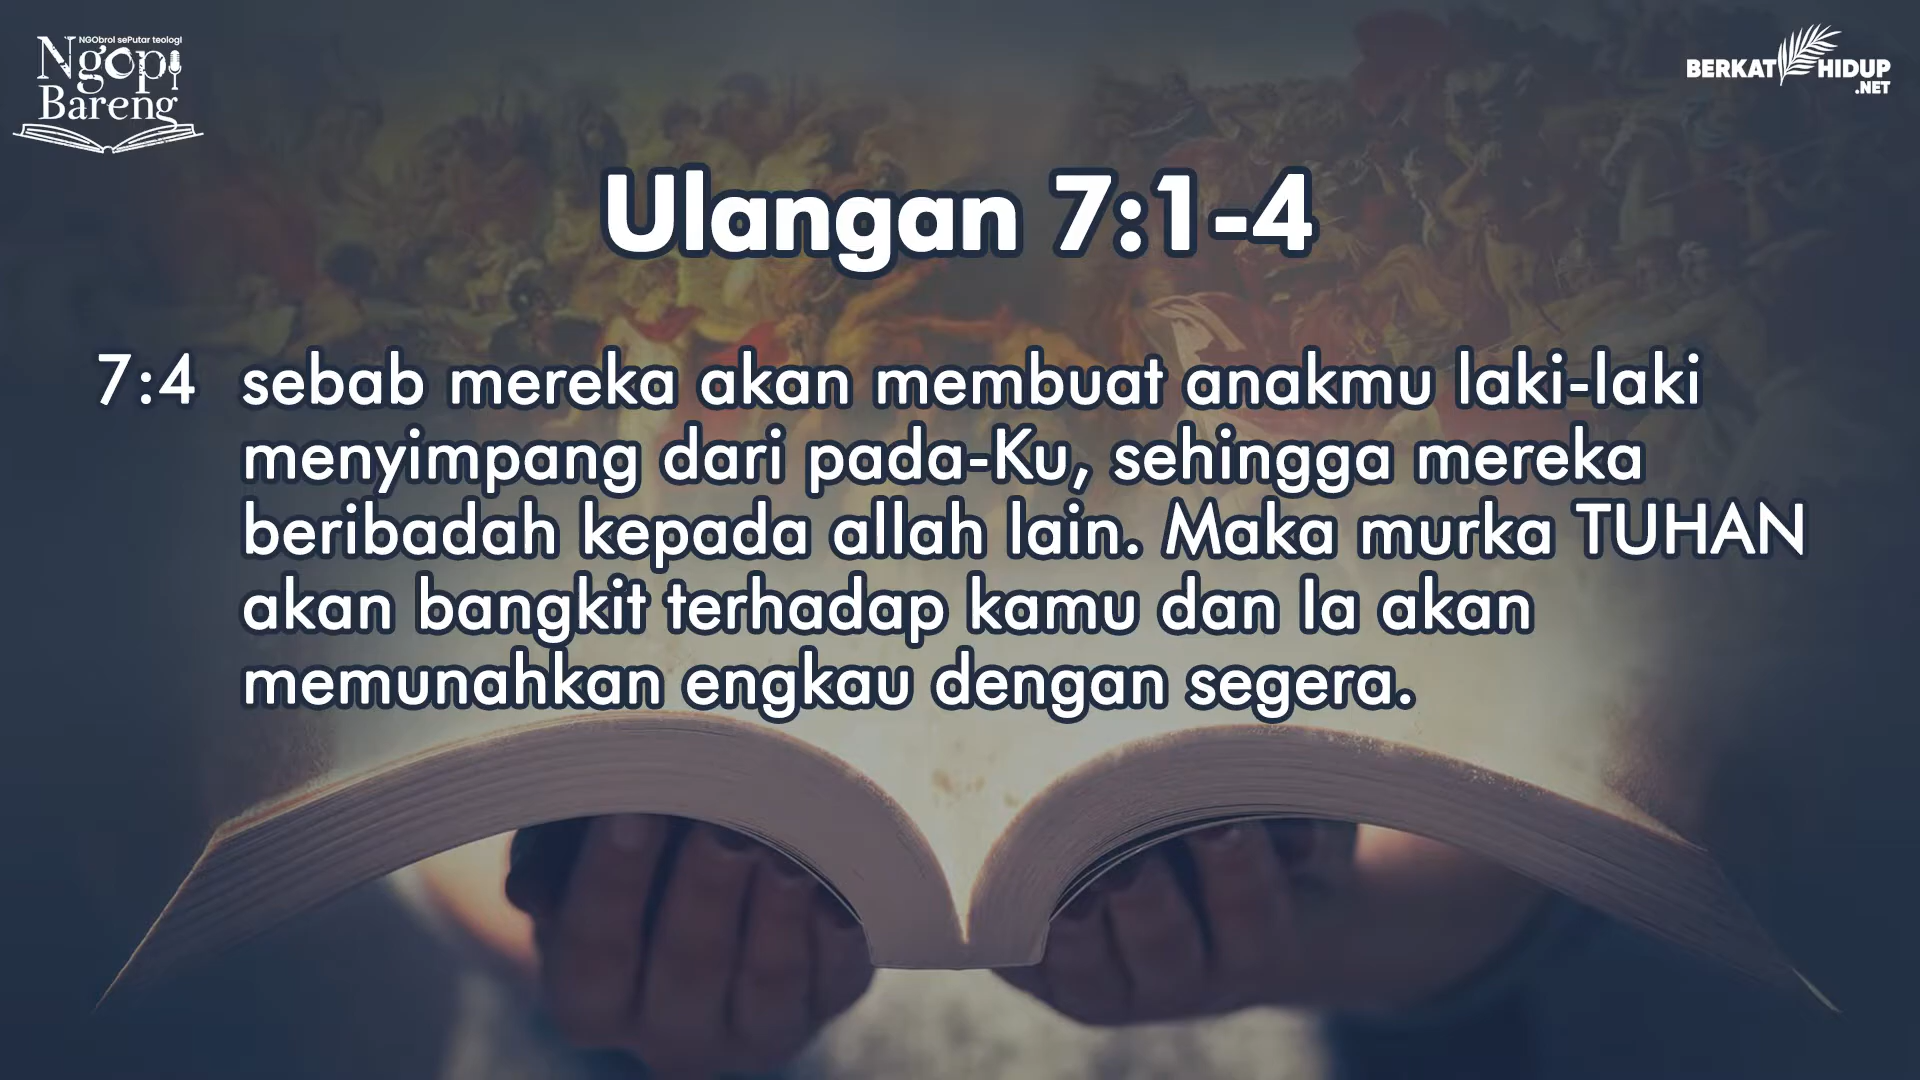 NGObrol sePutar teologi
Ngopi
Bareng
BERKAT HIDUP
.NET
Ulangan 7:1-4
7:4 sebab mereka akan membuat anakmu laki-laki
menyimpang dari pada-Ku, sehingga mereka
beribadah kepada allah lain. Maka murka TUHAN
akan bangkit terhadap kamu dan Ia akan
memunahkan engkau dengan segera.